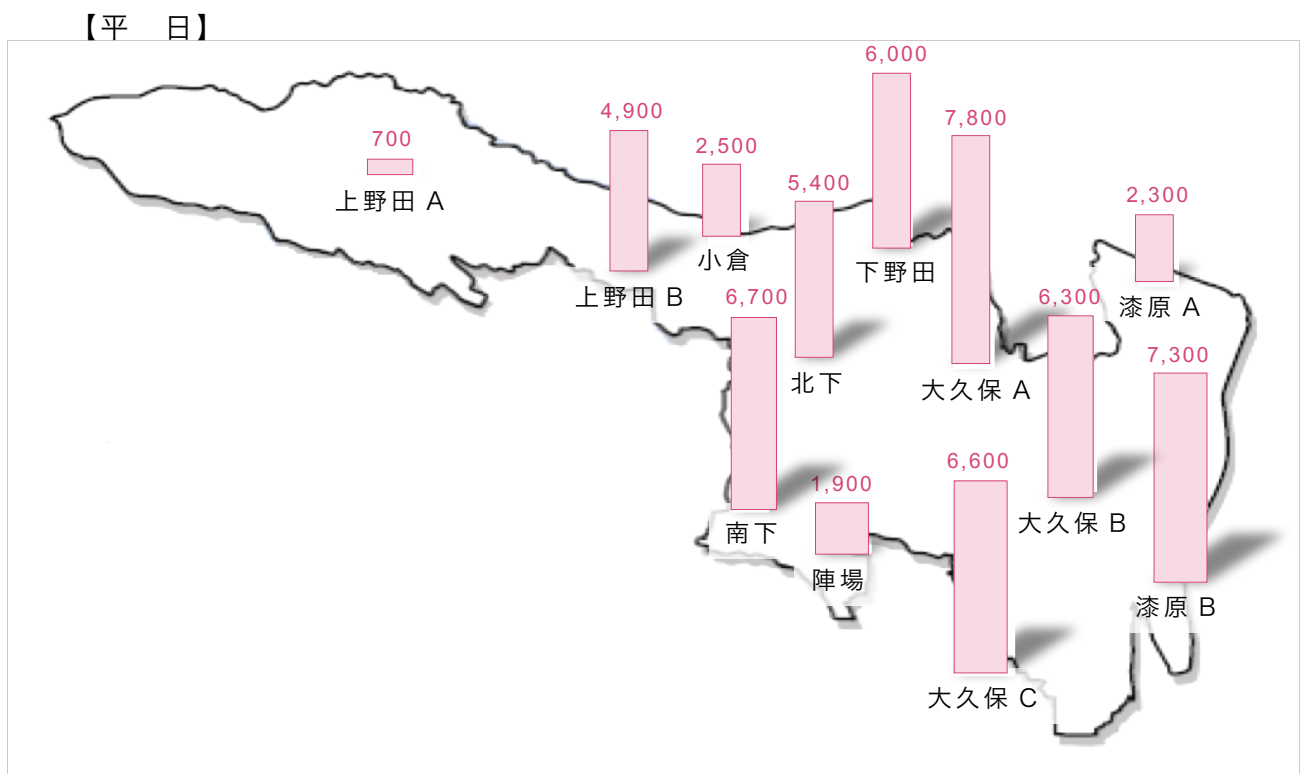 【平　日】
700
上野田 A
4,900
上野田 B
2,500
小倉
5,400
北下
6,000
下野田
7,800
大久保 A
2,300
漆原 A
6,700
南下
6,300
大久保 B
7,300
漆原 B
1,900
陣場
6,600
大久保 C